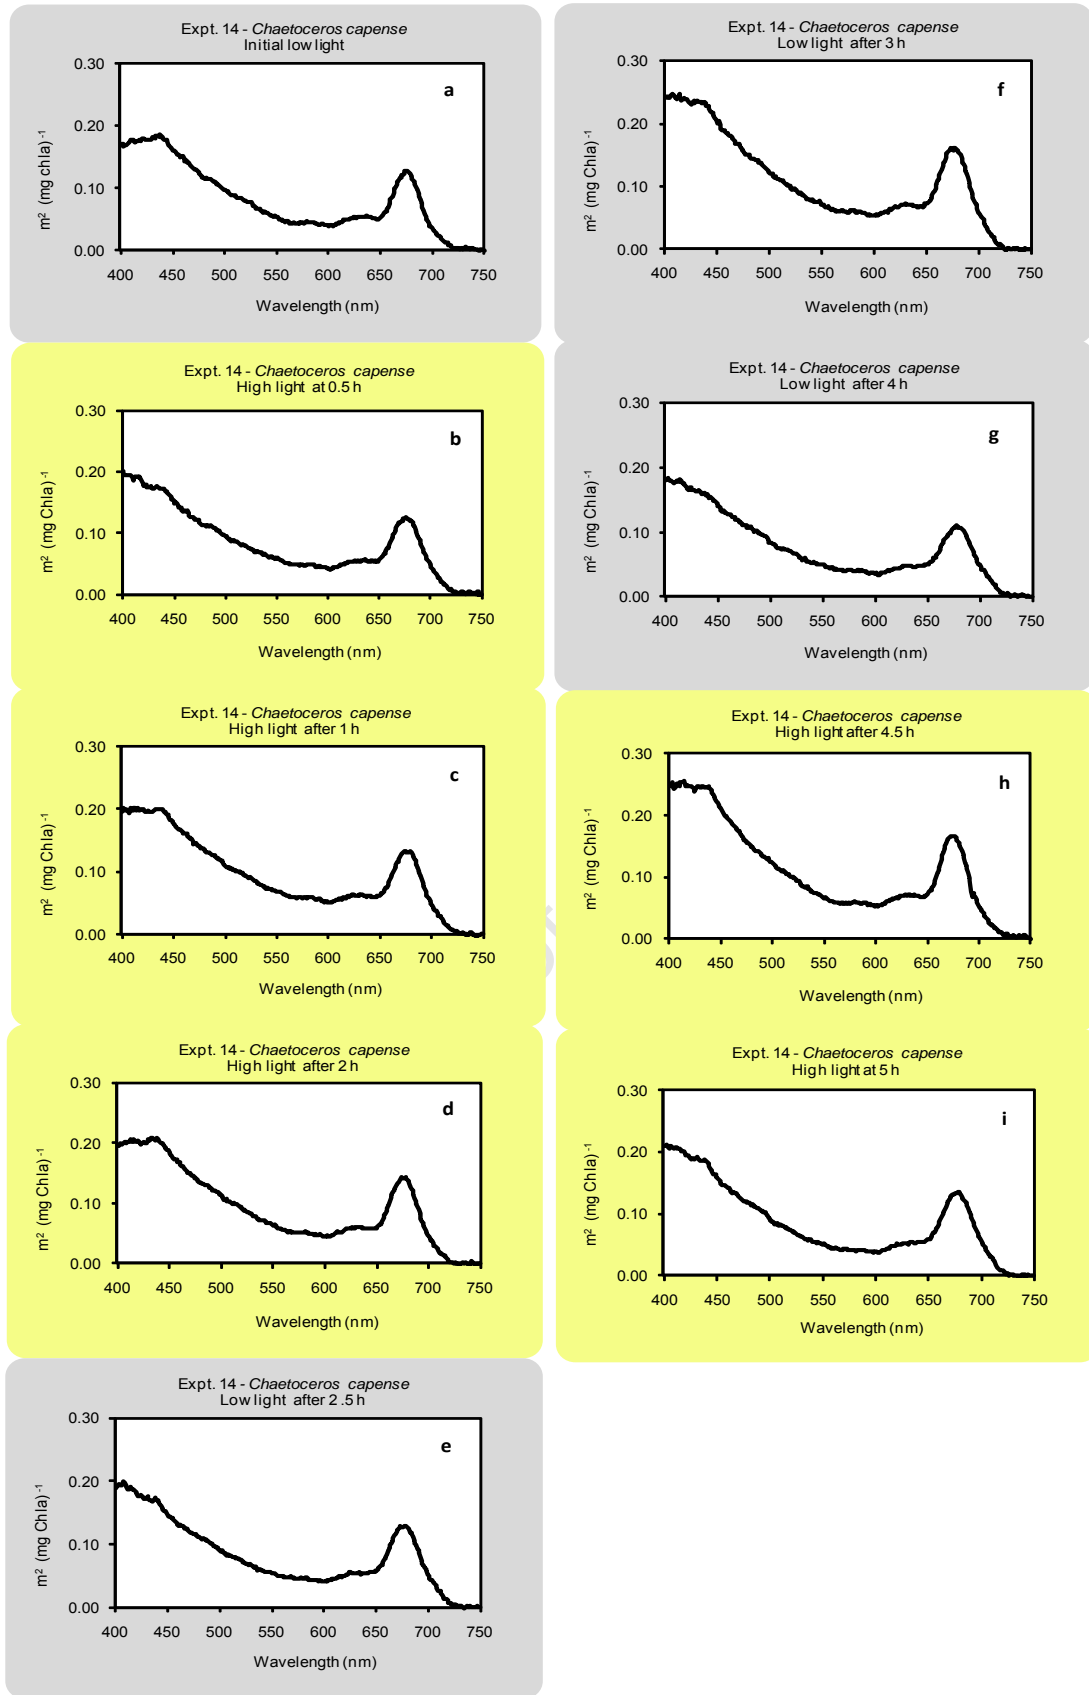 Expt. 14 - Chaetoceros capense
Initial low light
0.30
a
0.20
m² (mg chla)⁻¹
0.10
0.00
400 450 500 550 600 650 700 750
Wavelength (nm)
Expt. 14 - Chaetoceros capense
High light at 0.5 h
0.30
b
0.20
m² (mg Chla)⁻¹
0.10
0.00
400 450 500 550 600 650 700 750
Wavelength (nm)
Expt. 14 - Chaetoceros capense
High light after 1 h
0.30
c
0.20
m² (mg Chla)⁻¹
0.10
0.00
400 450 500 550 600 650 700 750
Wavelength (nm)
Expt. 14 - Chaetoceros capense
High light after 2 h
0.30
d
0.20
m² (mg Chla)⁻¹
0.10
0.00
400 450 500 550 600 650 700 750
Wavelength (nm)
Expt. 14 - Chaetoceros capense
Low light after 2.5 h
0.30
e
0.20
m² (mg Chla)⁻¹
0.10
0.00
400 450 500 550 600 650 700 750
Wavelength (nm)
Expt. 14 - Chaetoceros capense
Low light after 3 h
0.30
f
0.20
m² (mg Chla)⁻¹
0.10
0.00
400 450 500 550 600 650 700 750
Wavelength (nm)
Expt. 14 - Chaetoceros capense
Low light after 4 h
0.30
g
0.20
m² (mg Chla)⁻¹
0.10
0.00
400 450 500 550 600 650 700 750
Wavelength (nm)
Expt. 14 - Chaetoceros capense
High light after 4.5 h
0.30
h
0.20
m² (mg Chla)⁻¹
0.10
0.00
400 450 500 550 600 650 700 750
Wavelength (nm)
Expt. 14 - Chaetoceros capense
High light at 5 h
0.30
i
0.20
m² (mg Chla)⁻¹
0.10
0.00
400 450 500 550 600 650 700 750
Wavelength (nm)